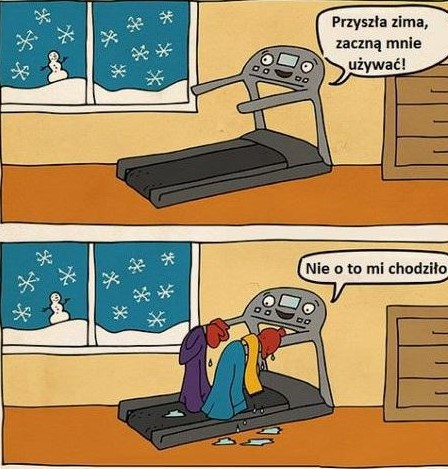 Przyszła zima,
zaczną mnie
używać!
Nie o to mi chodziło